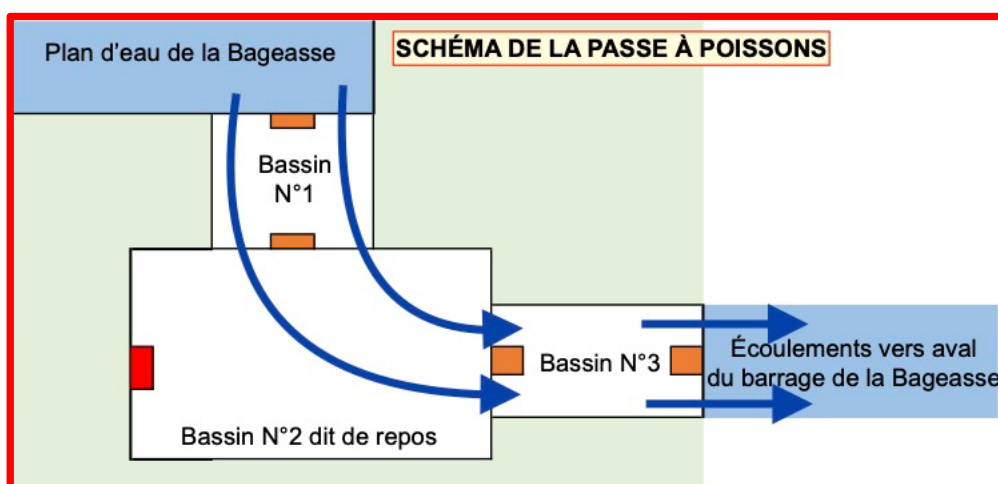 Plan d'eau de la Bageasse
SCHÉMA DE LA PASSE À POISSONS
Bassin
N°1
Bassin N°3
Écoulements vers aval
du barrage de la Bageasse
Bassin N°2 dit de repos